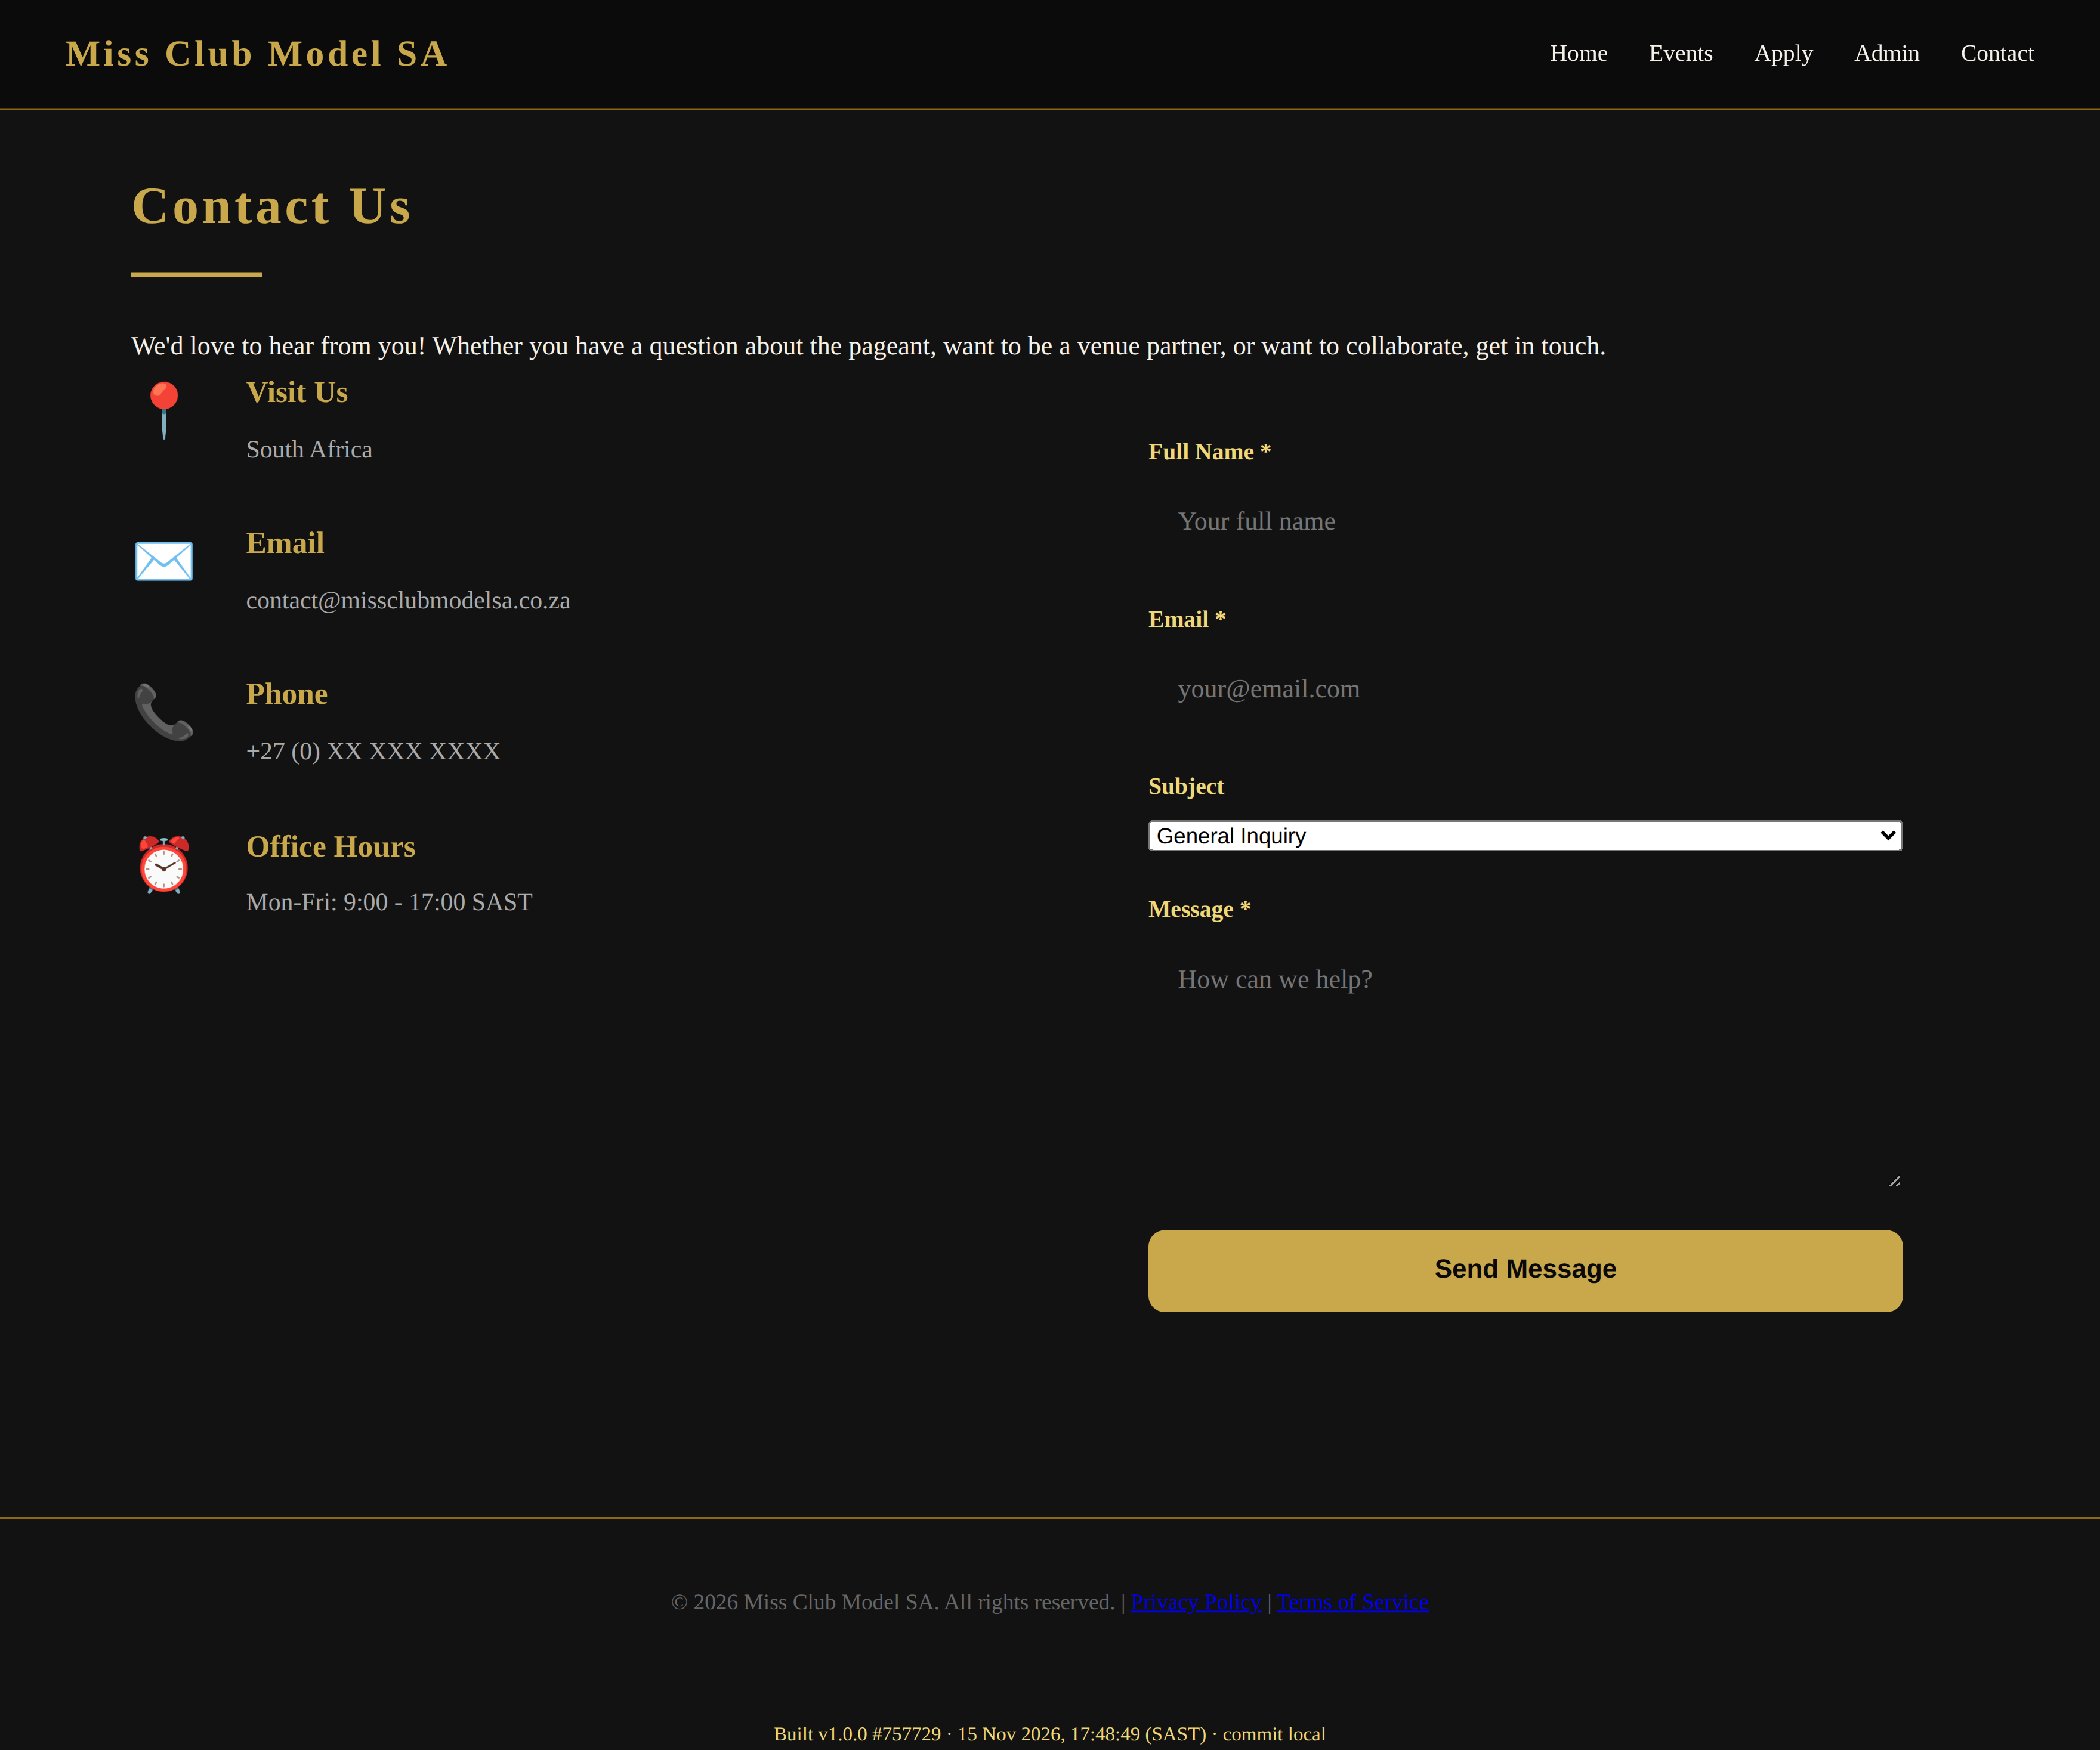 Miss Club Model SA
Home Events Apply Admin Contact
Contact Us
We'd love to hear from you! Whether you have a question about the pageant, want to be a venue partner, or want to collaborate, get in touch.
Visit Us
South Africa
Email
contact@missclubmodelsa.co.za
Phone
+27 (0) XX XXX XXXX
Office Hours
Mon-Fri: 9:00 - 17:00 SAST
Full Name *
Your full name
Email *
your@email.com
Subject
General Inquiry
Message *
How can we help?
Send Message
© 2026 Miss Club Model SA. All rights reserved. | Privacy Policy | Terms of Service
Built v1.0.0 #757729 · 15 Nov 2026, 17:48:49 (SAST) · commit local